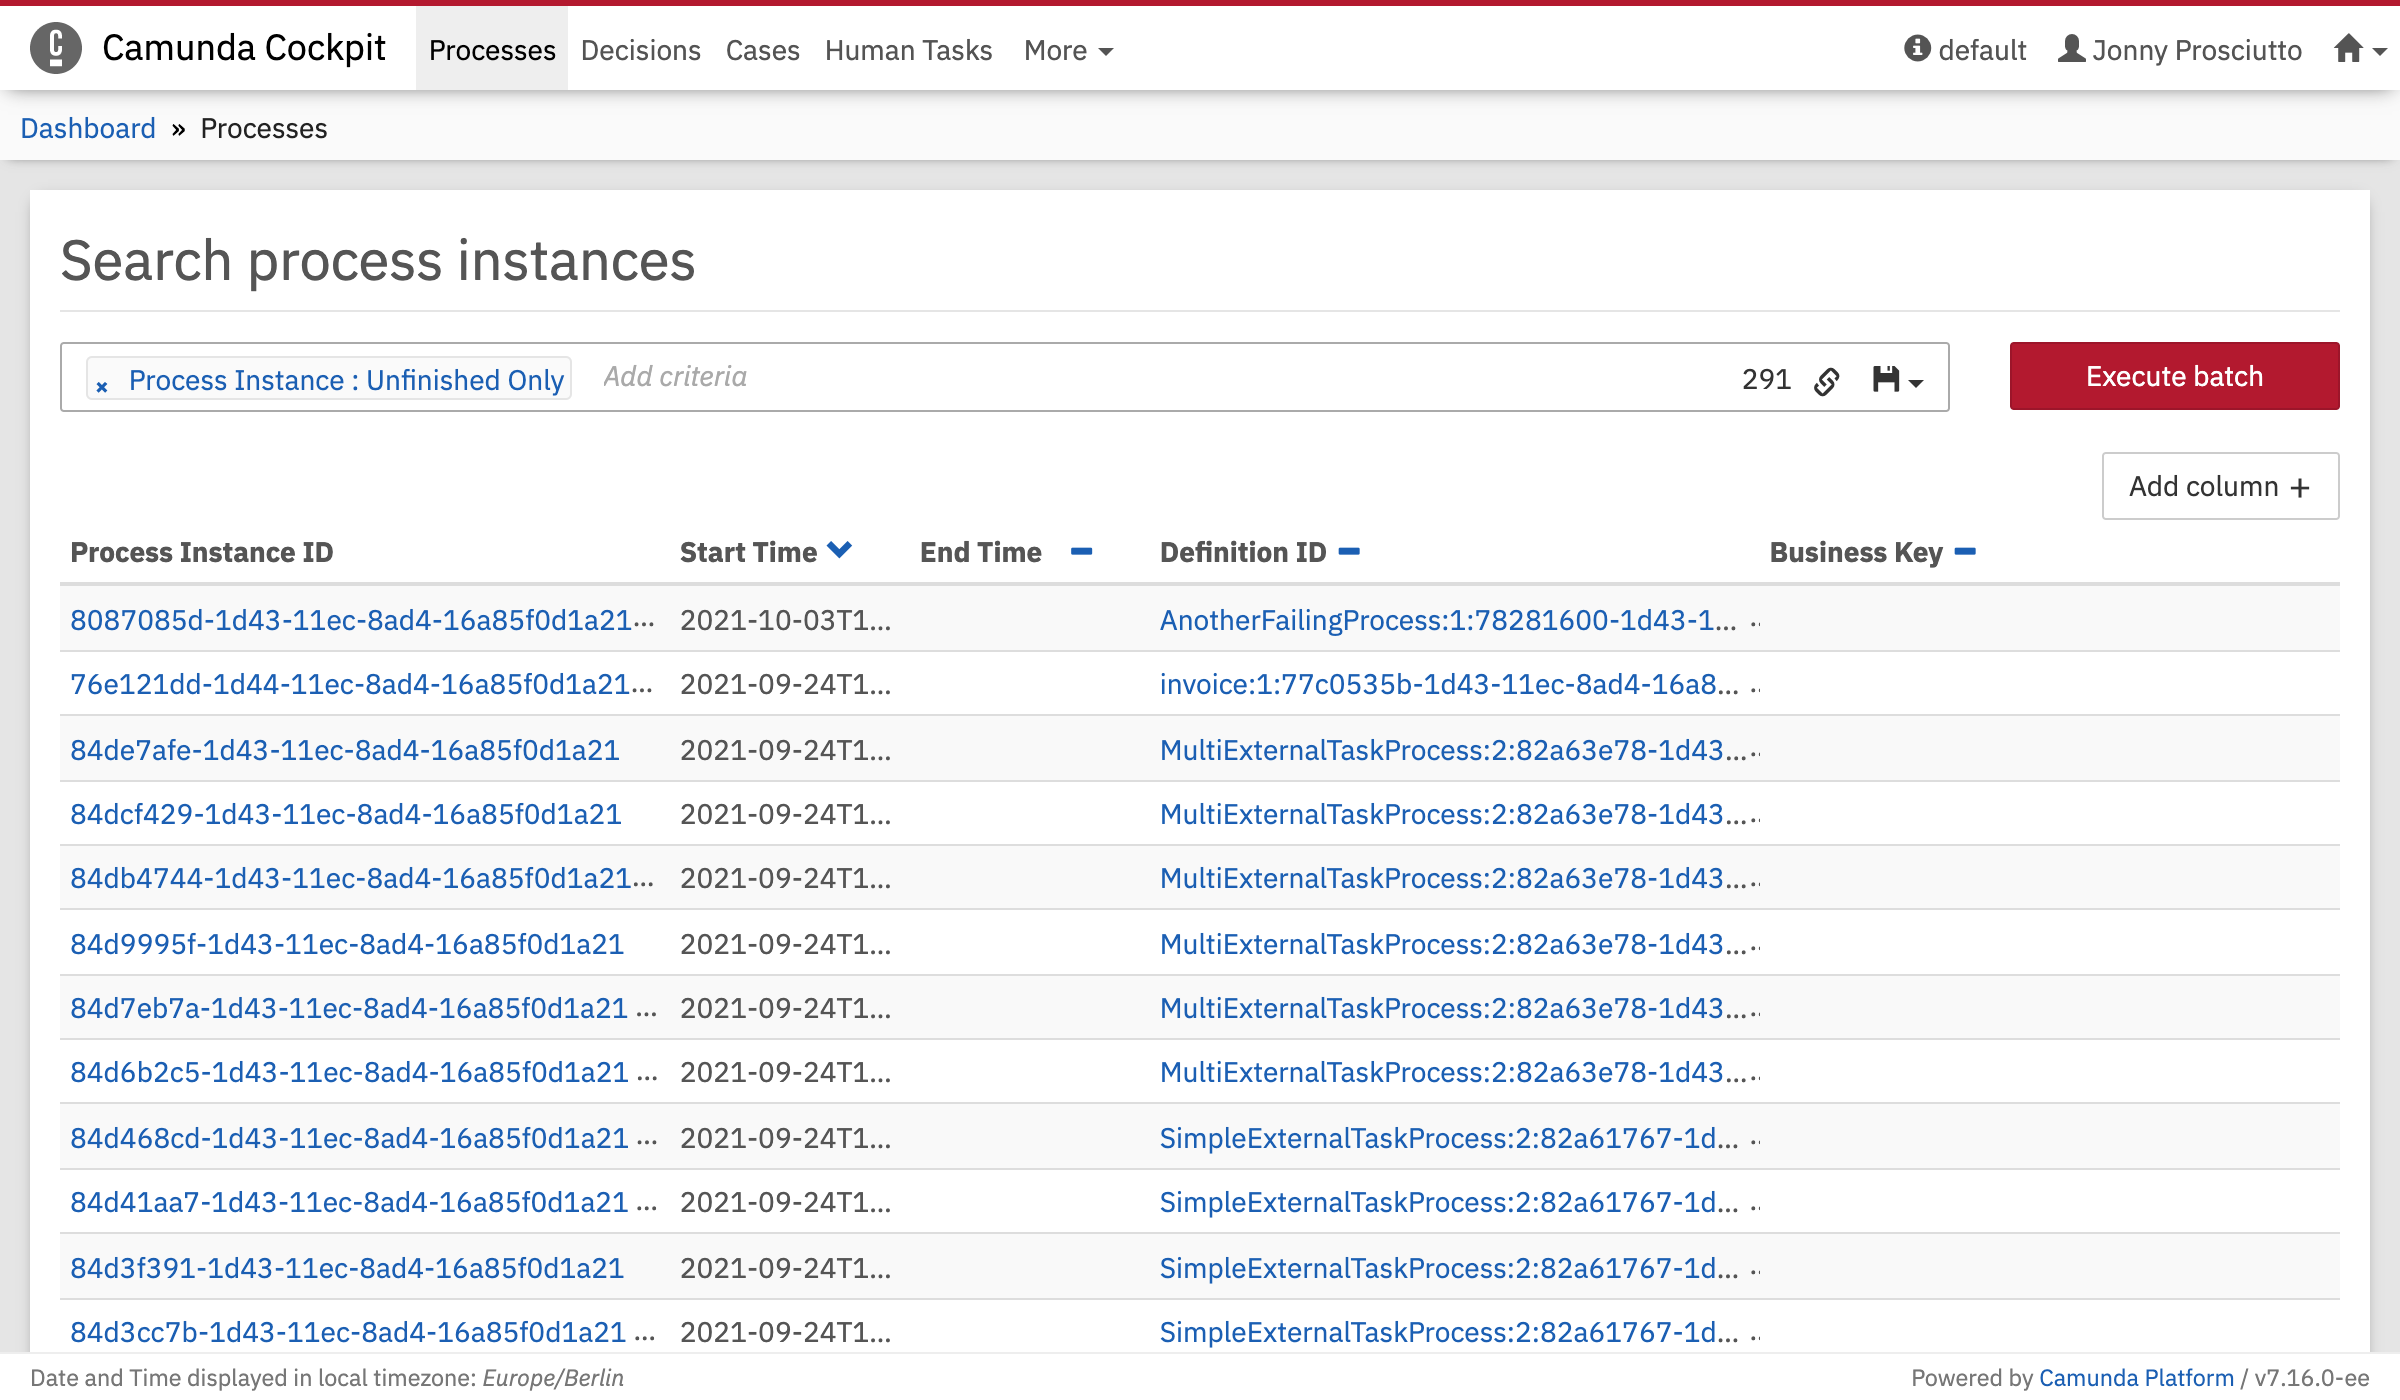 Camunda Cockpit Processes Decisions Cases Human Tasks More default Jonny Prosciutto
Dashboard » Processes
Search process instances
× Process Instance : Unfinished Only Add criteria 291 Execute batch
Add column +
Process Instance ID Start Time End Time Definition ID Business Key
8087085d-1d43-11ec-8ad4-16a85f0d1a21... 2021-10-03T1... AnotherFailingProcess:1:78281600-1d43-1... ..
76e121dd-1d44-11ec-8ad4-16a85f0d1a21... 2021-09-24T1... invoice:1:77c0535b-1d43-11ec-8ad4-16a8... ..
84de7afe-1d43-11ec-8ad4-16a85f0d1a21 2021-09-24T1... MultiExternalTaskProcess:2:82a63e78-1d43... ..
84dcf429-1d43-11ec-8ad4-16a85f0d1a21 2021-09-24T1... MultiExternalTaskProcess:2:82a63e78-1d43... ..
84db4744-1d43-11ec-8ad4-16a85f0d1a21... 2021-09-24T1... MultiExternalTaskProcess:2:82a63e78-1d43... ..
84d9995f-1d43-11ec-8ad4-16a85f0d1a21 2021-09-24T1... MultiExternalTaskProcess:2:82a63e78-1d43... ..
84d7eb7a-1d43-11ec-8ad4-16a85f0d1a21 ... 2021-09-24T1... MultiExternalTaskProcess:2:82a63e78-1d43... ..
84d6b2c5-1d43-11ec-8ad4-16a85f0d1a21 ... 2021-09-24T1... MultiExternalTaskProcess:2:82a63e78-1d43... ..
84d468cd-1d43-11ec-8ad4-16a85f0d1a21 ... 2021-09-24T1... SimpleExternalTaskProcess:2:82a61767-1d... ..
84d41aa7-1d43-11ec-8ad4-16a85f0d1a21 ... 2021-09-24T1... SimpleExternalTaskProcess:2:82a61767-1d... ..
84d3f391-1d43-11ec-8ad4-16a85f0d1a21 2021-09-24T1... SimpleExternalTaskProcess:2:82a61767-1d... ..
84d3cc7b-1d43-11ec-8ad4-16a85f0d1a21 ... 2021-09-24T1... SimpleExternalTaskProcess:2:82a61767-1d... ..
Date and Time displayed in local timezone: Europe/Berlin Powered by Camunda Platform / v7.16.0-ee